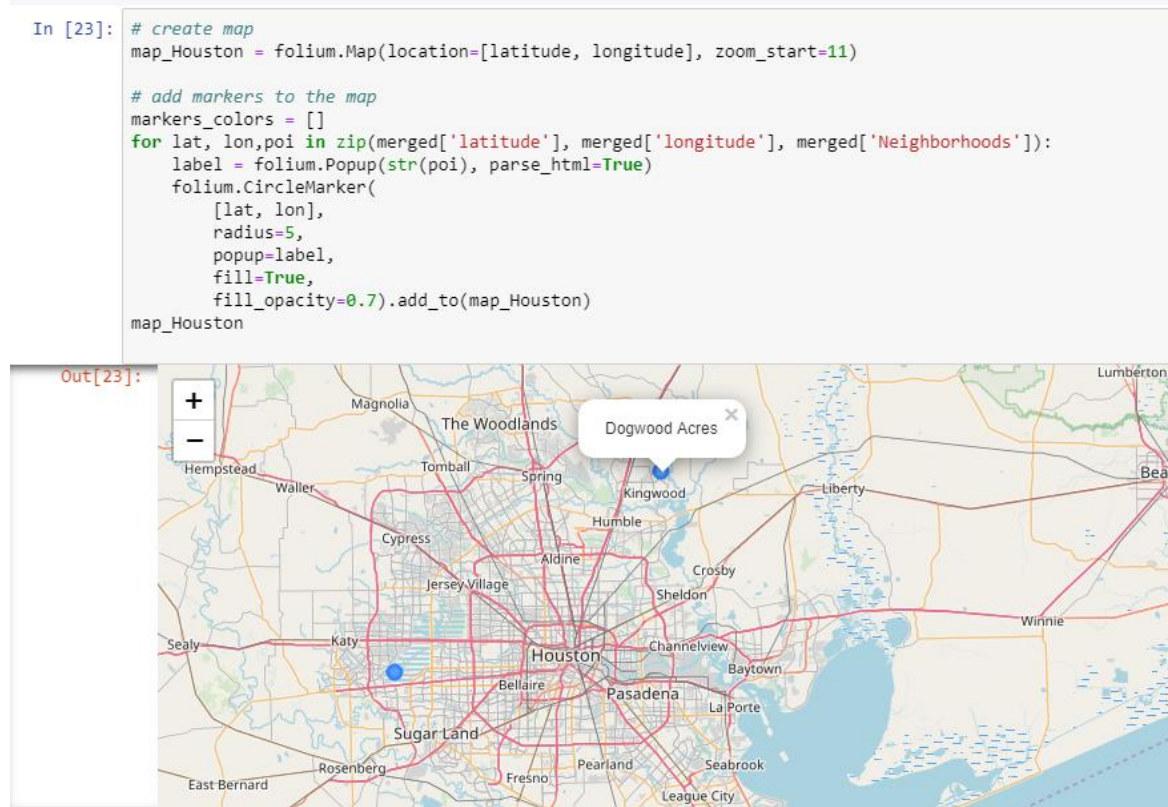 In [23]:
# create map
map_Houston = folium.Map(location=[latitude, longitude], zoom_start=11)
# add markers to the map
markers_colors = []
for lat, lon,poi in zip(merged['latitude'], merged['longitude'], merged['Neighborhoods']):
    label = folium.Popup(str(poi), parse_html=True)
    folium.CircleMarker(
        [lat, lon],
        radius=5,
        popup=label,
        fill=True,
        fill_opacity=0.7).add_to(map_Houston)
map_Houston
Out[23]:
+
−
Lumberton
Magnolia
The Woodlands
Dogwood Acres
×
Hempstead
Tomball
Spring
Bea
Waller
Kingwood
Liberty
Humble
Cypress
Aldine
Crosby
Jersey Village
Sheldon
Winnie
Sealy
Katy
Houston
Channelview
Baytown
Bellaire
Pasadena
La Porte
Sugar Land
Rosenberg
Pearland
Seabrook
East Bernard
Fresno
League City